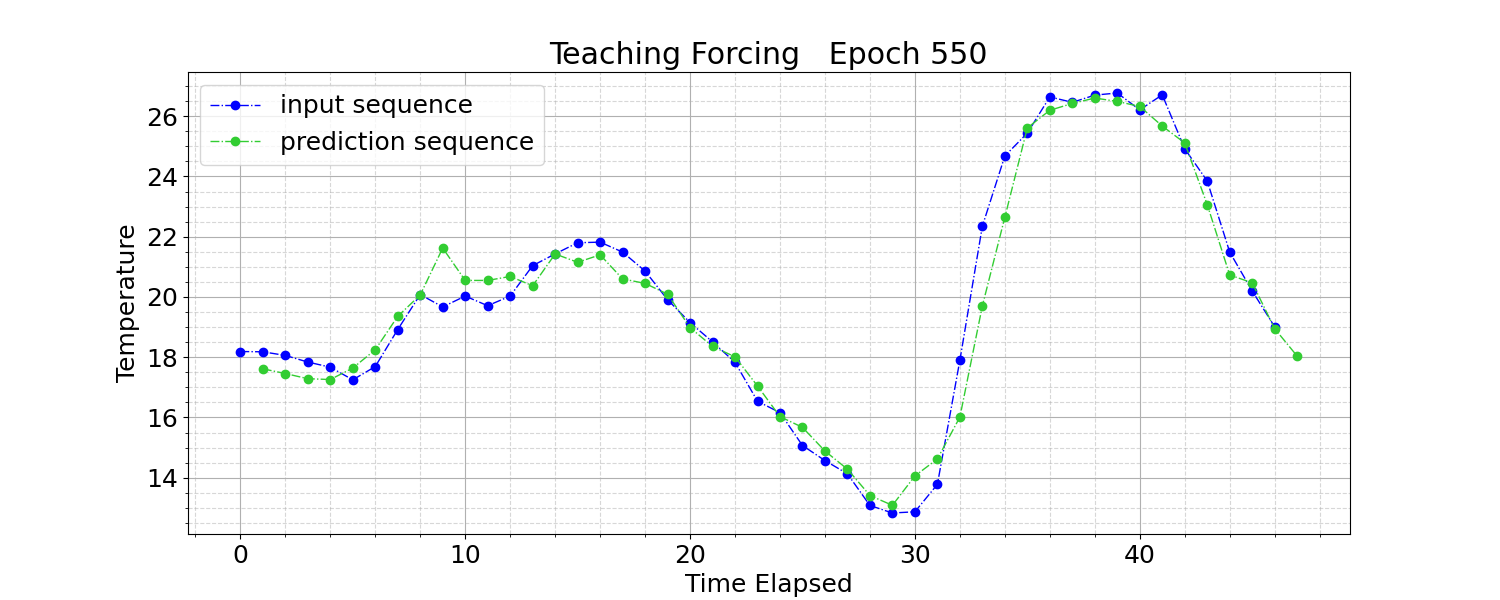 Teaching Forcing   Epoch 550
input sequence
prediction sequence
Temperature
26
24
22
20
18
16
14
0 10 20 30 40
Time Elapsed